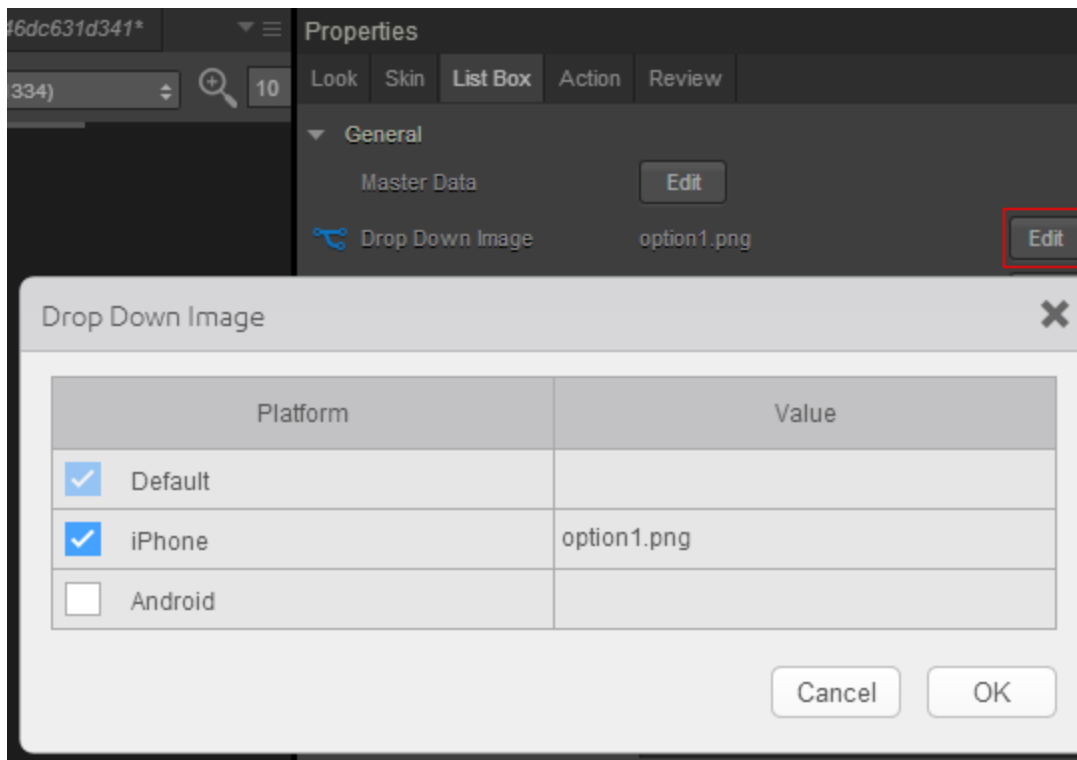 46dc631d341*
Properties
334)
10
Look Skin List Box Action Review
General
Master Data Edit
Drop Down Image option1.png Edit
Drop Down Image
Platform Value
Default
iPhone option1.png
Android
Cancel OK